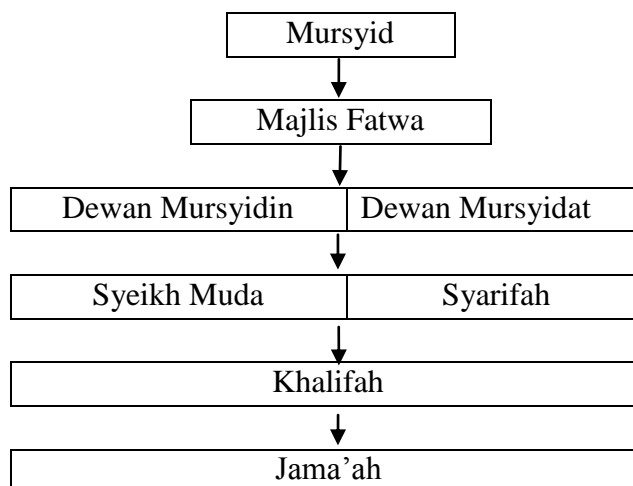 Mursyid
Majlis Fatwa
Dewan Mursyidin Dewan Mursyidat
Syeikh Muda Syarifah
Khalifah
Jama’ah